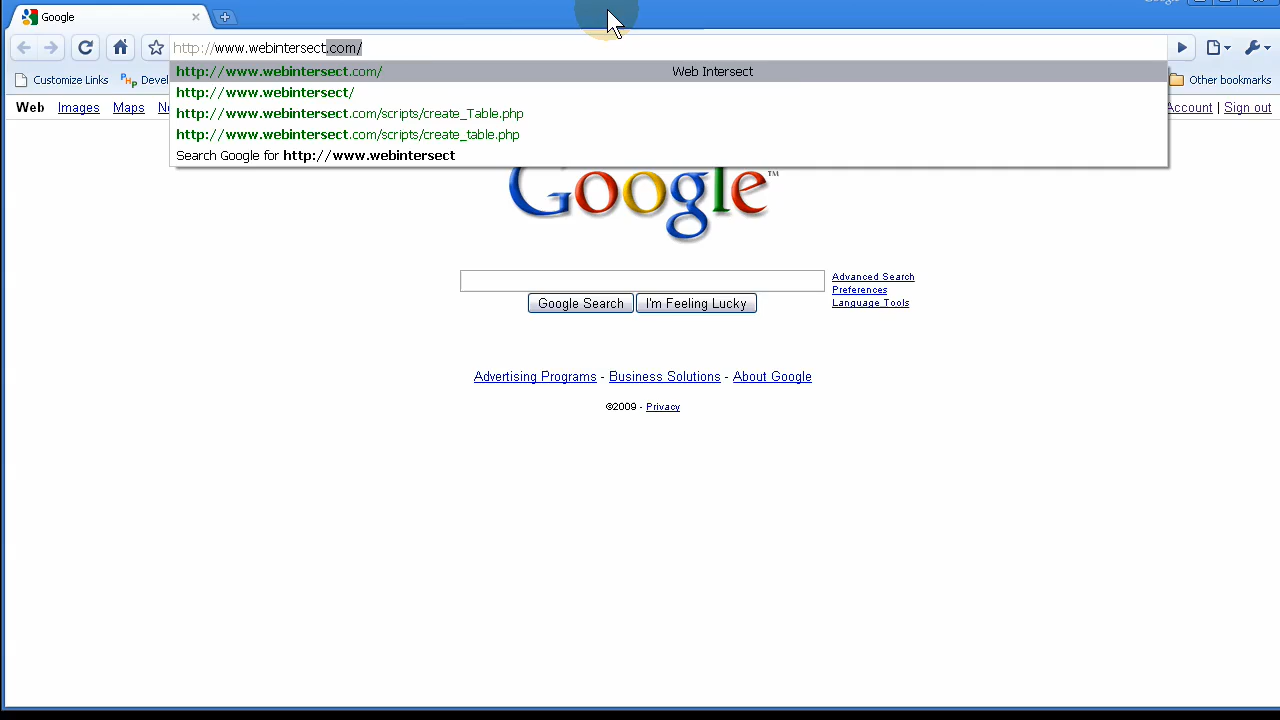 Google
http://www.webintersect.com/
Customize Links
Other bookmarks
http://www.webintersect.com/ Web Intersect
http://www.webintersect/
http://www.webintersect.com/scripts/create_Table.php
http://www.webintersect.com/scripts/create_table.php
Search Google for http://www.webintersect
Web Images Maps Account | Sign out
Google™
Advanced Search
Preferences
Language Tools
Google Search I'm Feeling Lucky
Advertising Programs - Business Solutions - About Google
©2009 - Privacy